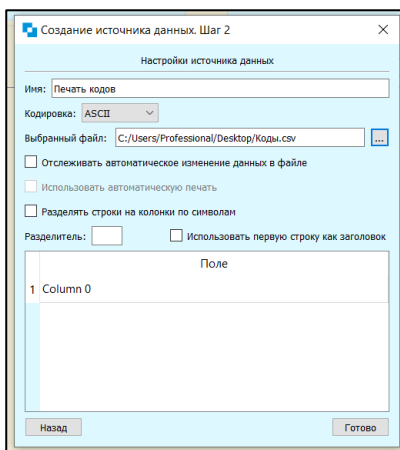 Создание источника данных. Шаг 2
Настройки источника данных
Имя: Печать кодов
Кодировка: ASCII
Выбранный файл: C:/Users/Professional/Desktop/Коды.csv ...
Отслеживать автоматическое изменение данных в файле
Использовать автоматическую печать
Разделять строки на колонки по символам
Разделитель: Использовать первую строку как заголовок
Поле
1 Column 0
Назад Готово